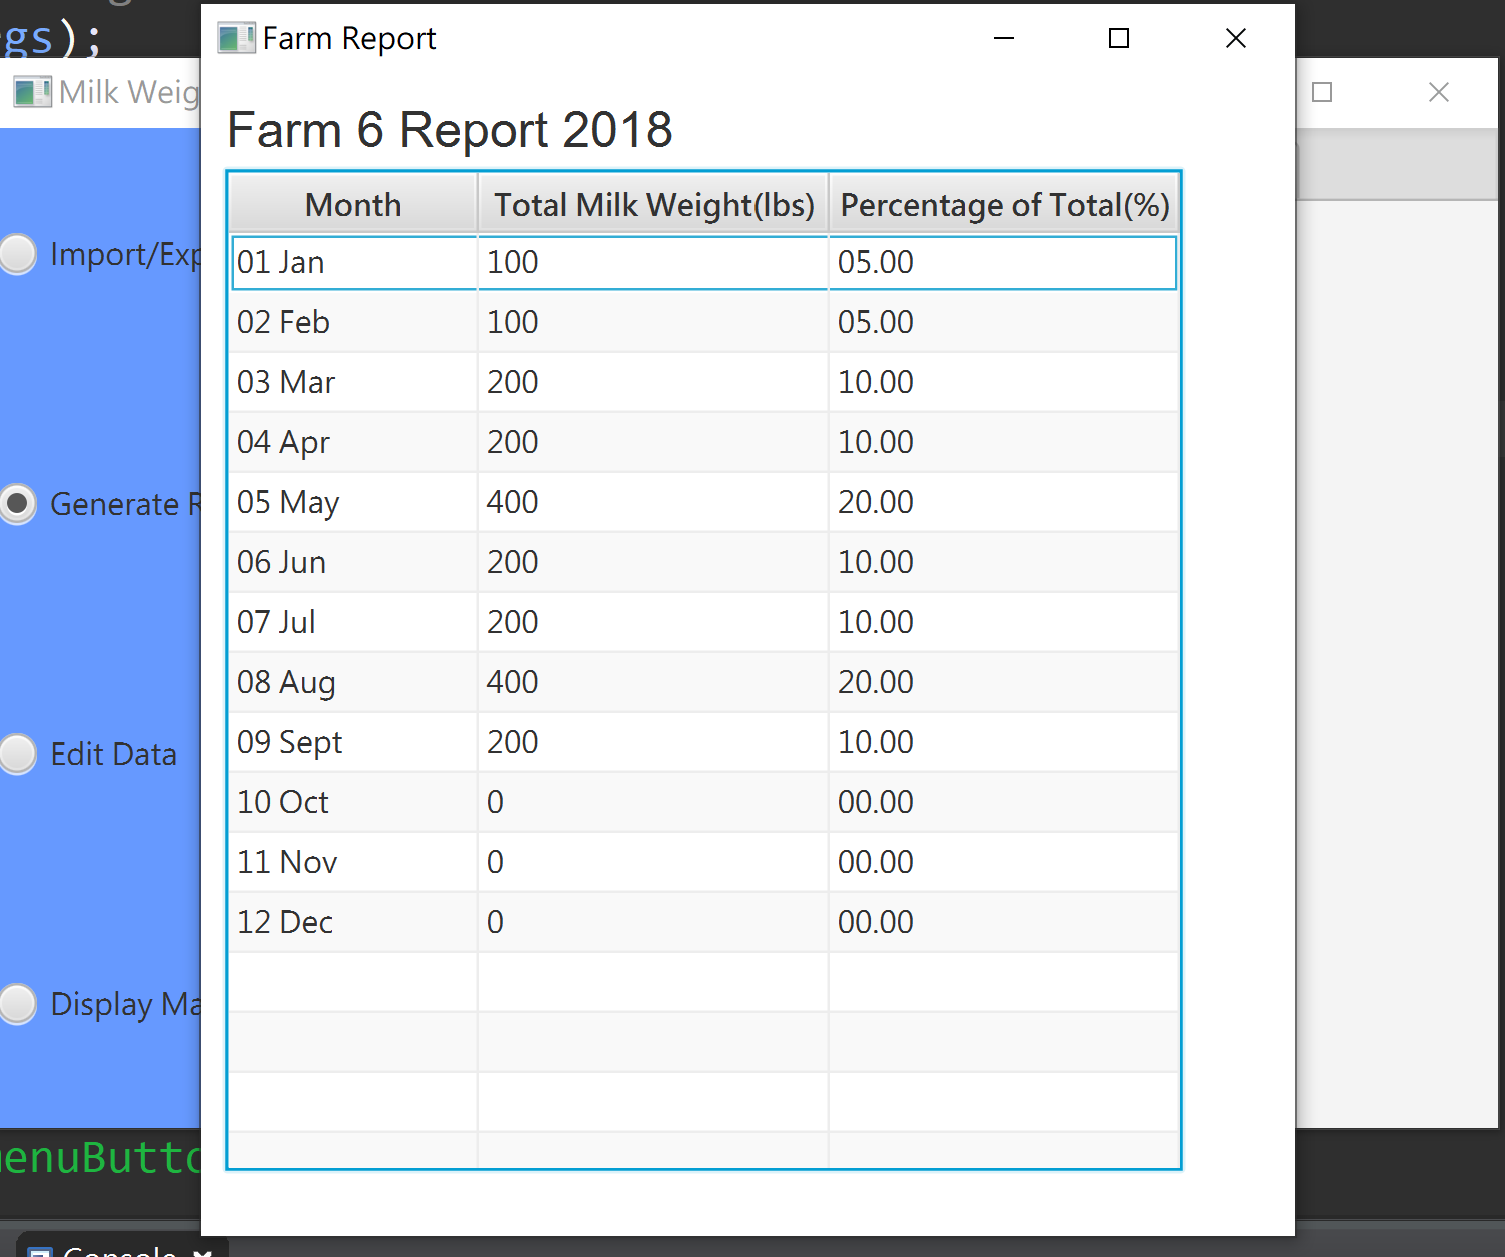 gs);
Milk Weig
Farm Report
Farm 6 Report 2018
Month Total Milk Weight(lbs) Percentage of Total(%)
01 Jan 100 05.00
02 Feb 100 05.00
03 Mar 200 10.00
04 Apr 200 10.00
05 May 400 20.00
06 Jun 200 10.00
07 Jul 200 10.00
08 Aug 400 20.00
09 Sept 200 10.00
10 Oct 0 00.00
11 Nov 0 00.00
12 Dec 0 00.00
Import/Exp
Generate R
Edit Data
Display Ma
enuButto
Console